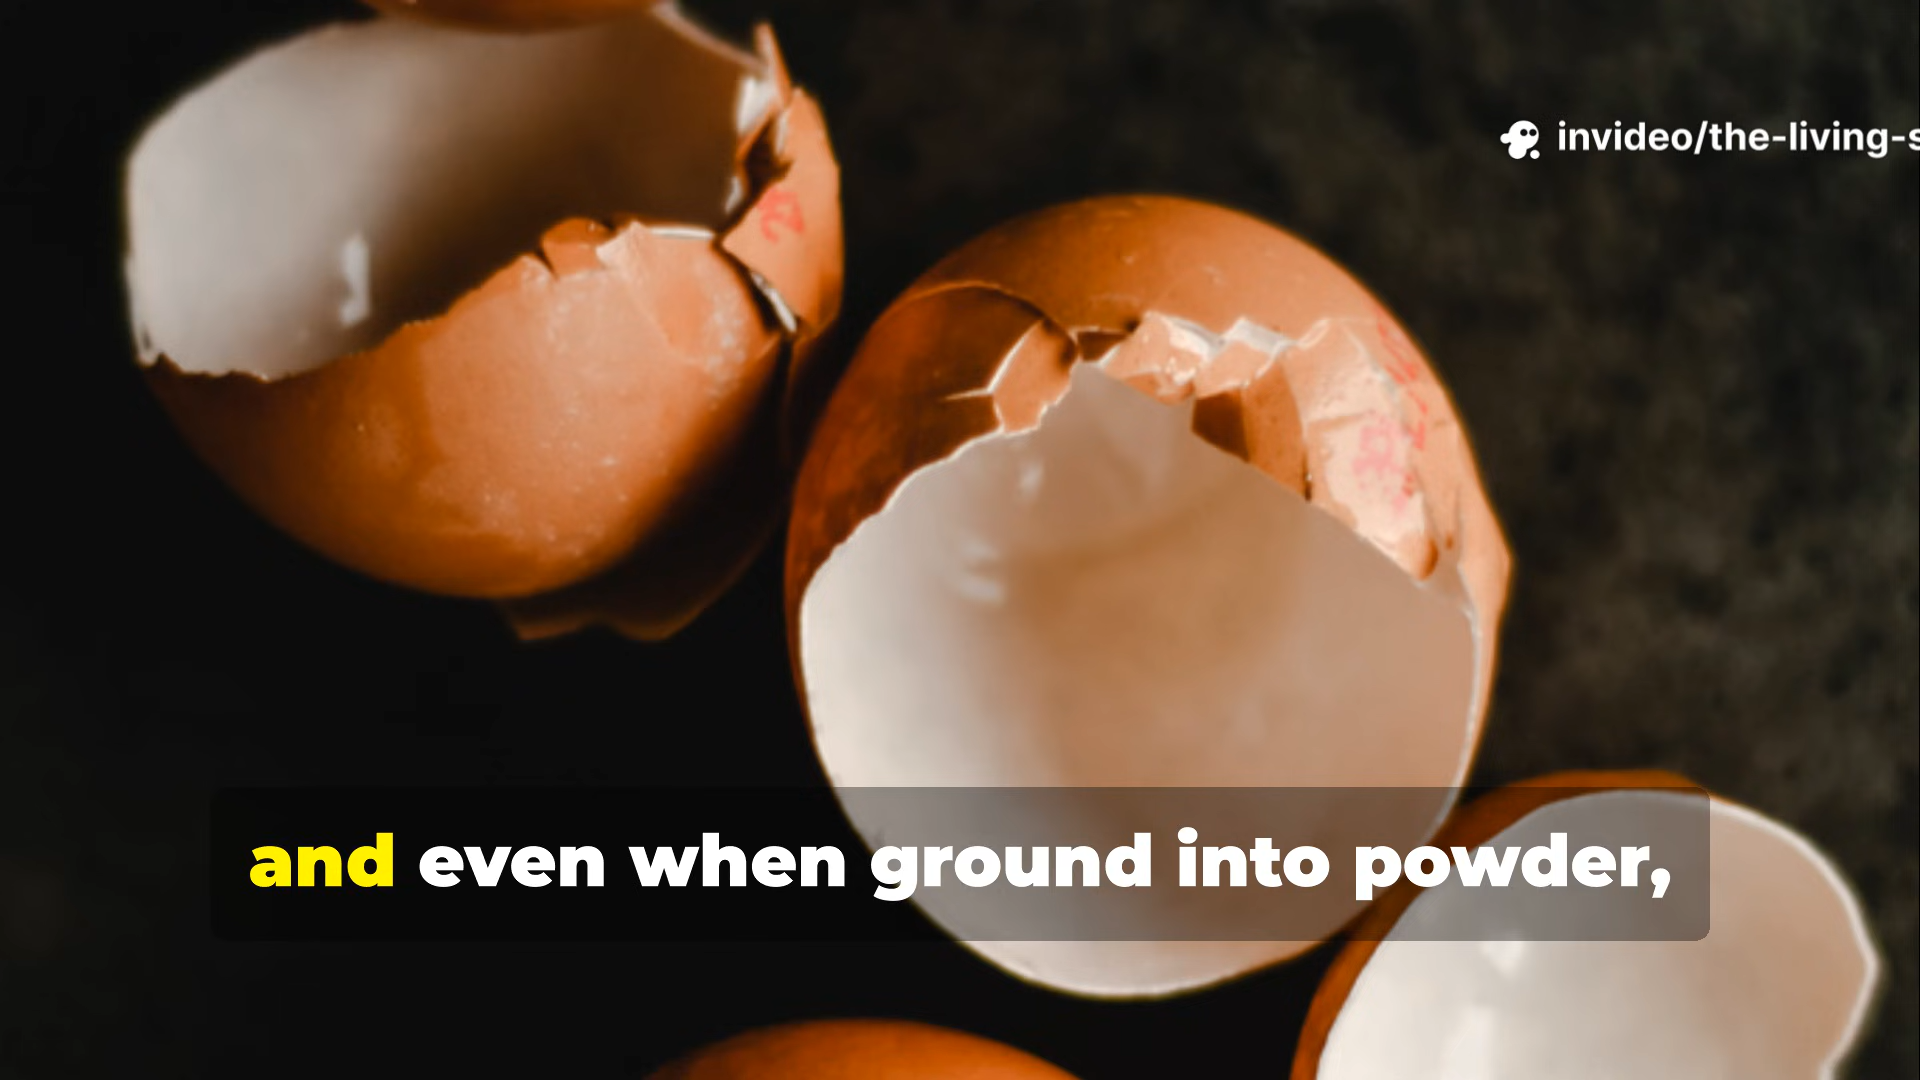 invideo/the-living-s
and even when ground into powder,